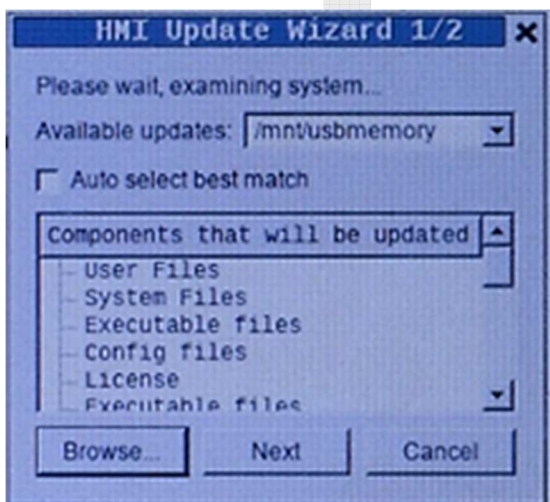 HMI Update Wizard 1/2
Please wait, examining system...
Available updates: /mnt/usbmemory
Auto select best match
Components that will be updated
User Files
System Files
Executable files
Config files
License
Executable files
Browse... Next Cancel